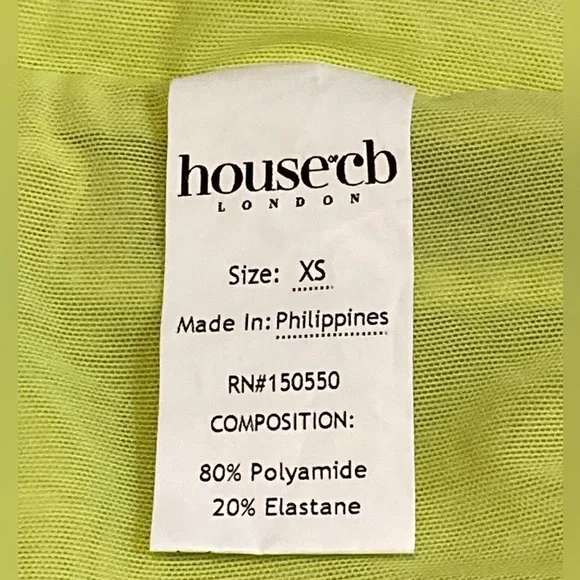 house of cb
LONDON
Size: XS
Made In: Philippines
RN#150550
COMPOSITION:
80% Polyamide
20% Elastane